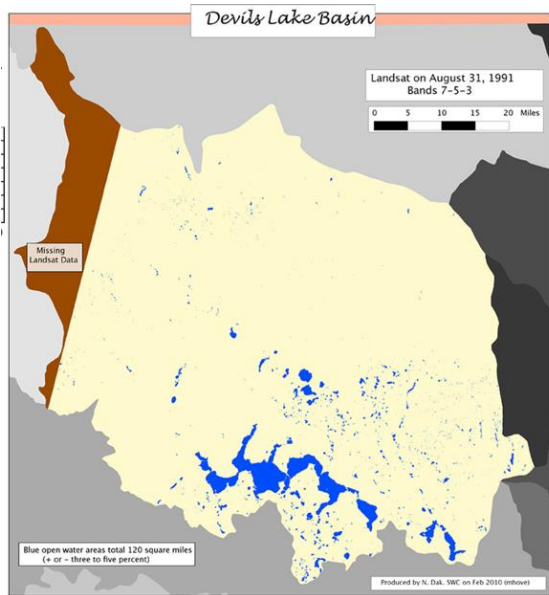 Devils Lake Basin
Landsat on August 31, 1991
Bands 7-5-3
0 5 10 15 20 Miles
Missing
Landsat Data
Blue open water areas total 120 square miles
(+ or - three to five percent)
Produced by N. Dak. SWC on Feb 2010 (mhove)